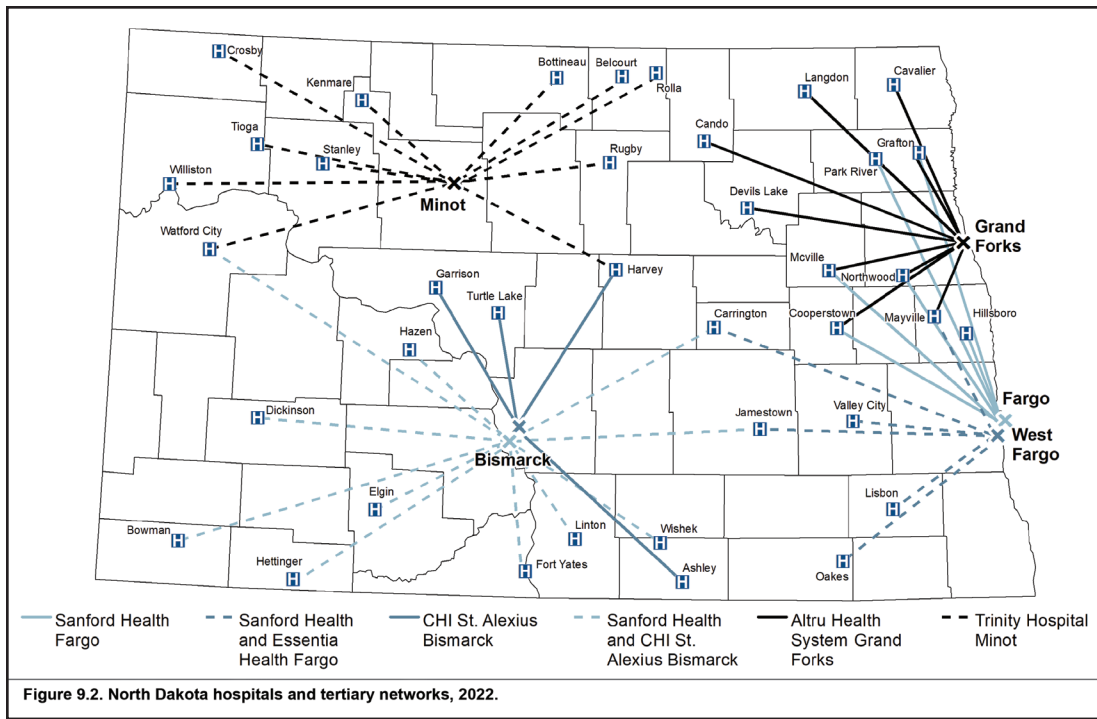 Crosby
Bottineau
Belcourt
Rolla
Langdon
Cavalier
Kenmare
Cando
Tioga
Stanley
Rugby
Grafton
Park River
Williston
Minot
Devils Lake
Grand
Forks
Watford City
Garrison
Turtle Lake
Harvey
Mcville
Northwood
Hazen
Carrington
Cooperstown
Mayville
Hillsboro
Dickinson
Jamestown
Valley City
Fargo
West
Fargo
Bismarck
Elgin
Lisbon
Bowman
Linton
Wishek
Hettinger
Fort Yates
Ashley
Oakes
Sanford Health
Fargo
Sanford Health
and Essentia
Health Fargo
CHI St. Alexius
Bismarck
Sanford Health
and CHI St.
Alexius Bismarck
Altru Health
System Grand
Forks
Trinity Hospital
Minot
Figure 9.2. North Dakota hospitals and tertiary networks, 2022.